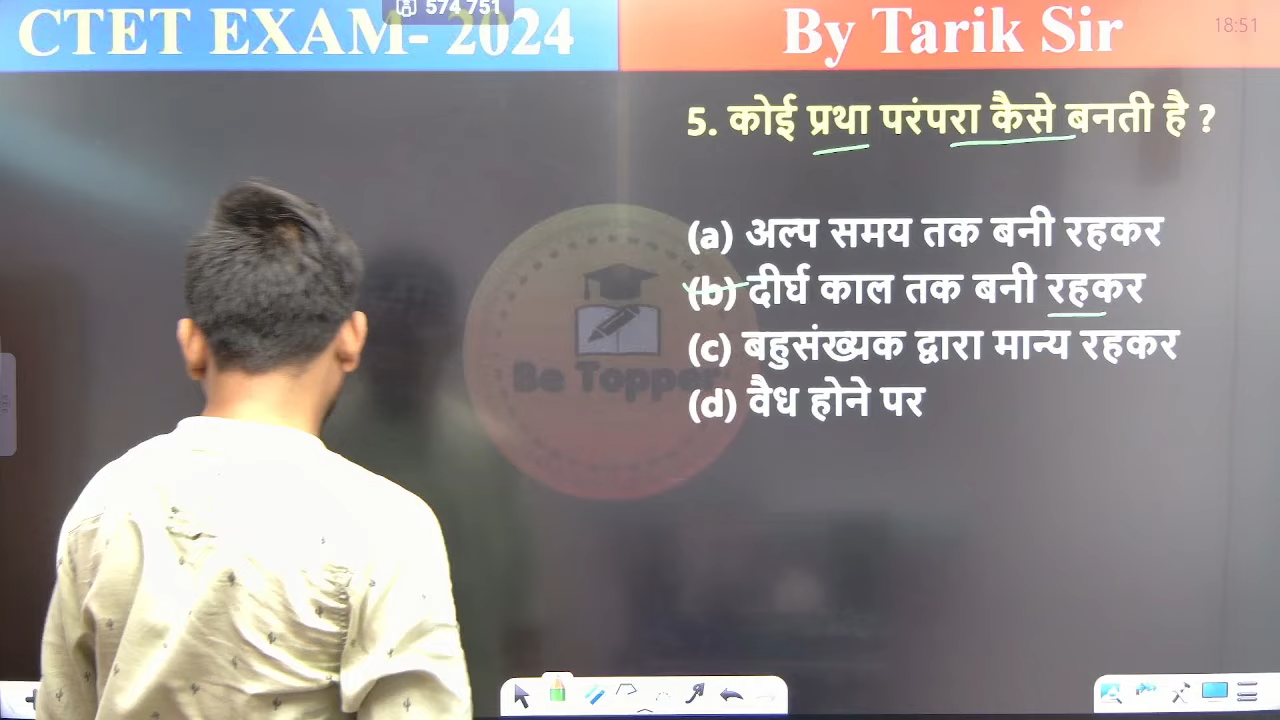 CTET EXAM- 2024
574 751
By Tarik Sir
18:51
5. कोई प्रथा परंपरा कैसे बनती है ?
(a) अल्प समय तक बनी रहकर
(b) दीर्घ काल तक बनी रहकर
(c) बहुसंख्यक द्वारा मान्य रहकर
(d) वैध होने पर
Be Topper